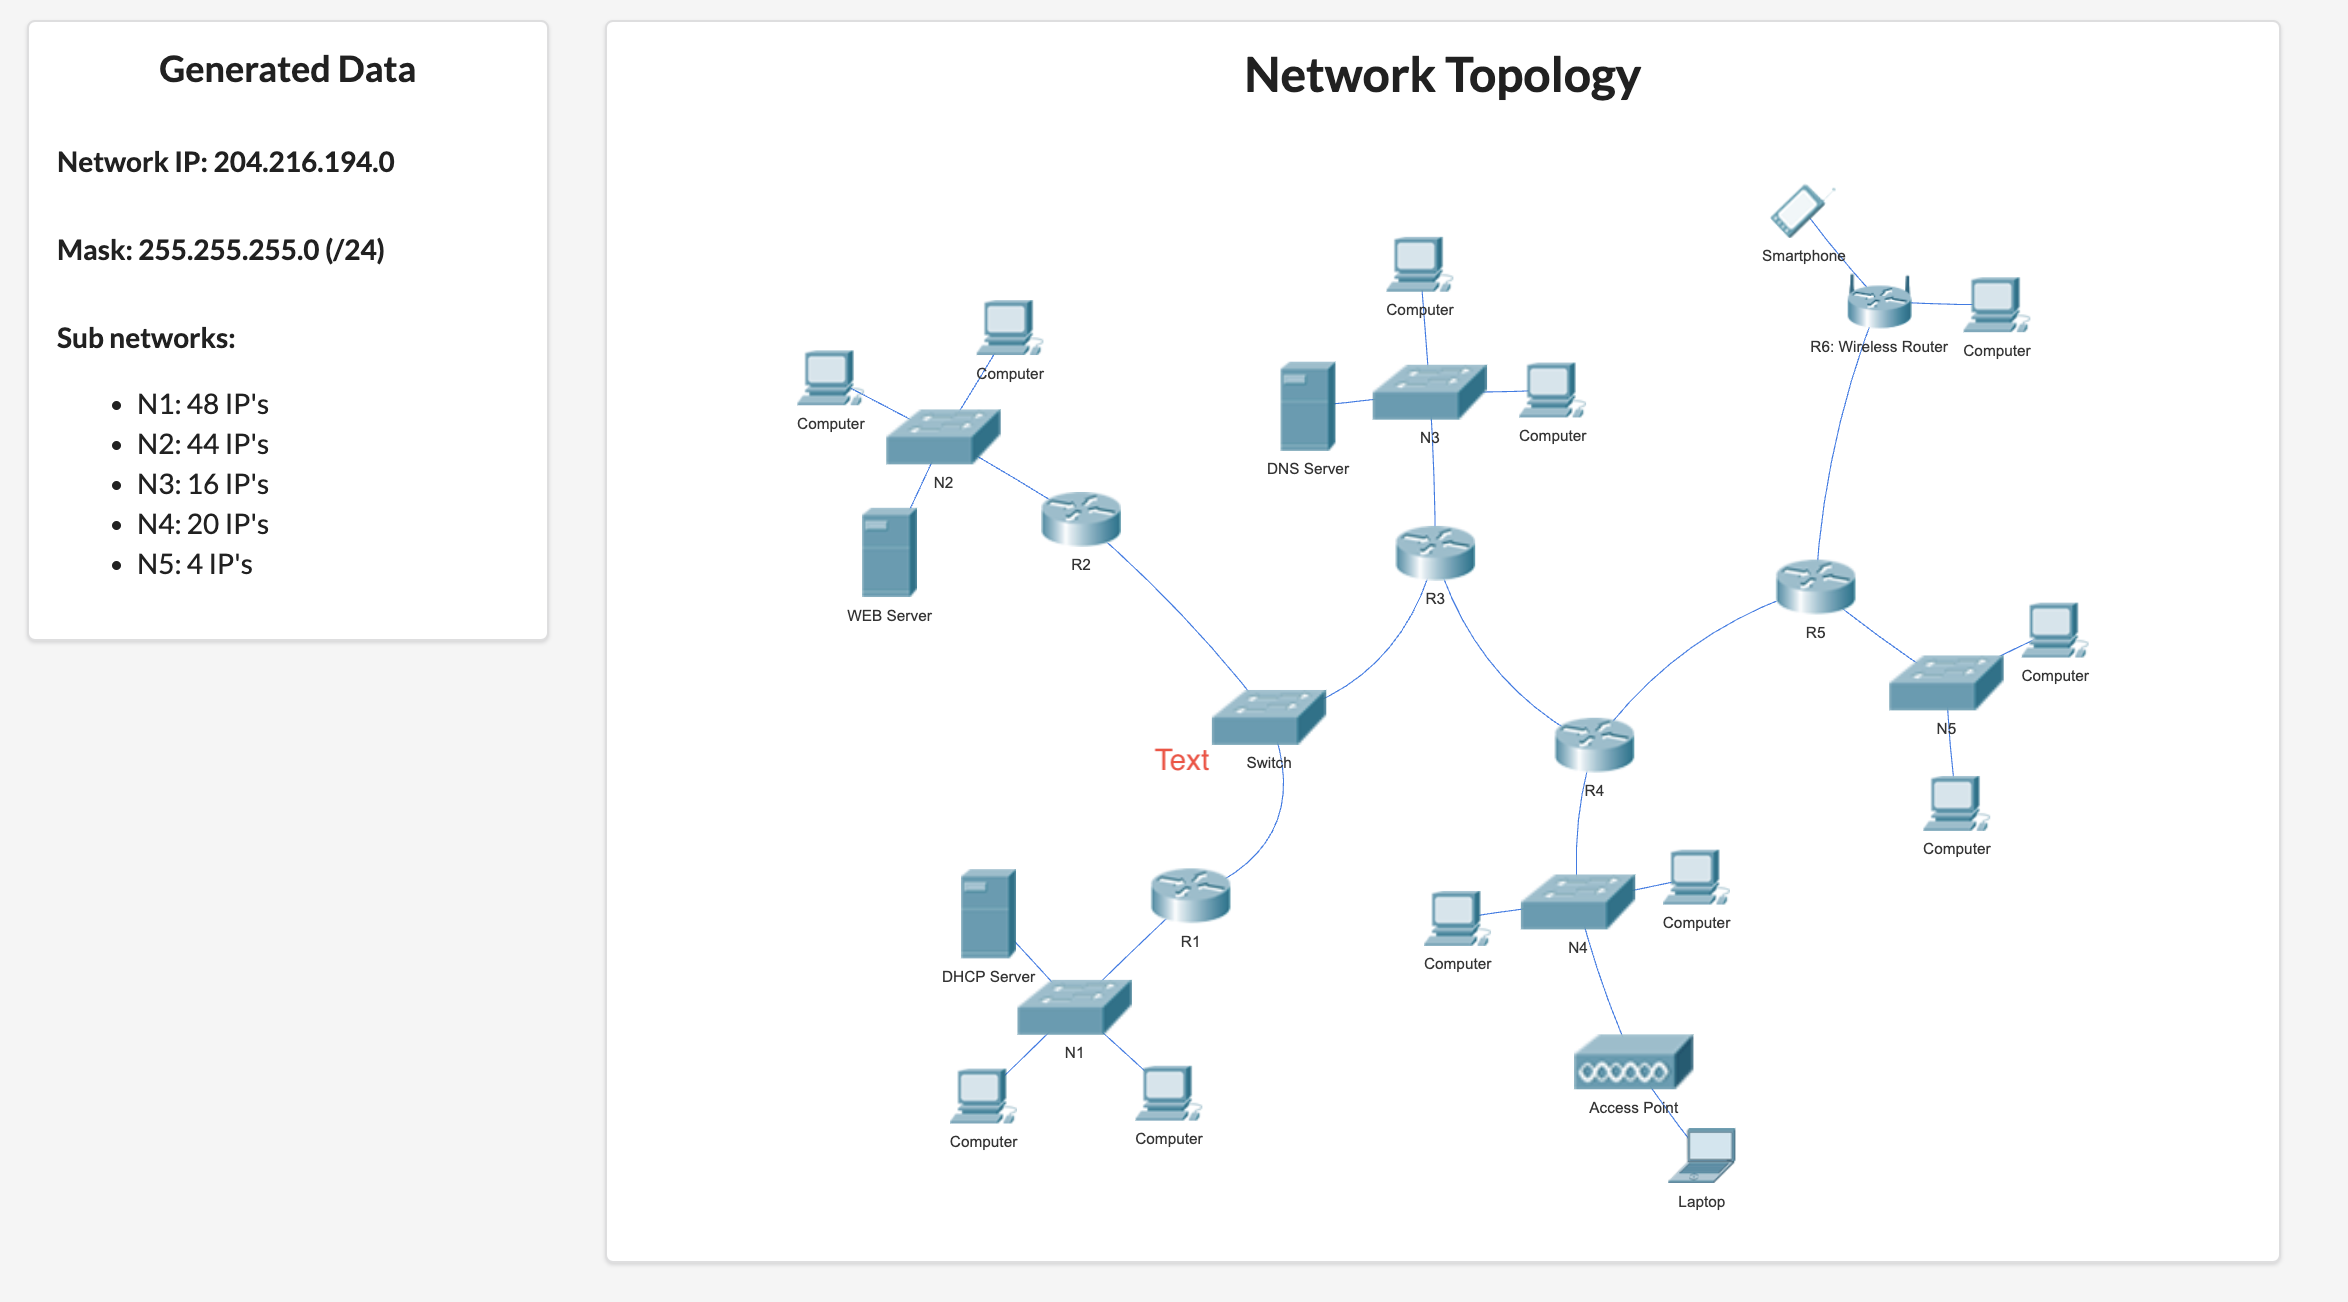 Generated Data
Network IP: 204.216.194.0
Mask: 255.255.255.0 (/24)
Sub networks:
• N1: 48 IP's
• N2: 44 IP's
• N3: 16 IP's
• N4: 20 IP's
• N5: 4 IP's
Network Topology
Smartphone
R6: Wireless Router
Computer
Computer
Computer
Computer
N2
WEB Server
R2
Computer
N3
DNS Server
Computer
R3
R5
Computer
N5
Computer
Text
Switch
R4
DHCP Server
R1
N1
Computer
Computer
Computer
N4
Computer
Access Point
Laptop